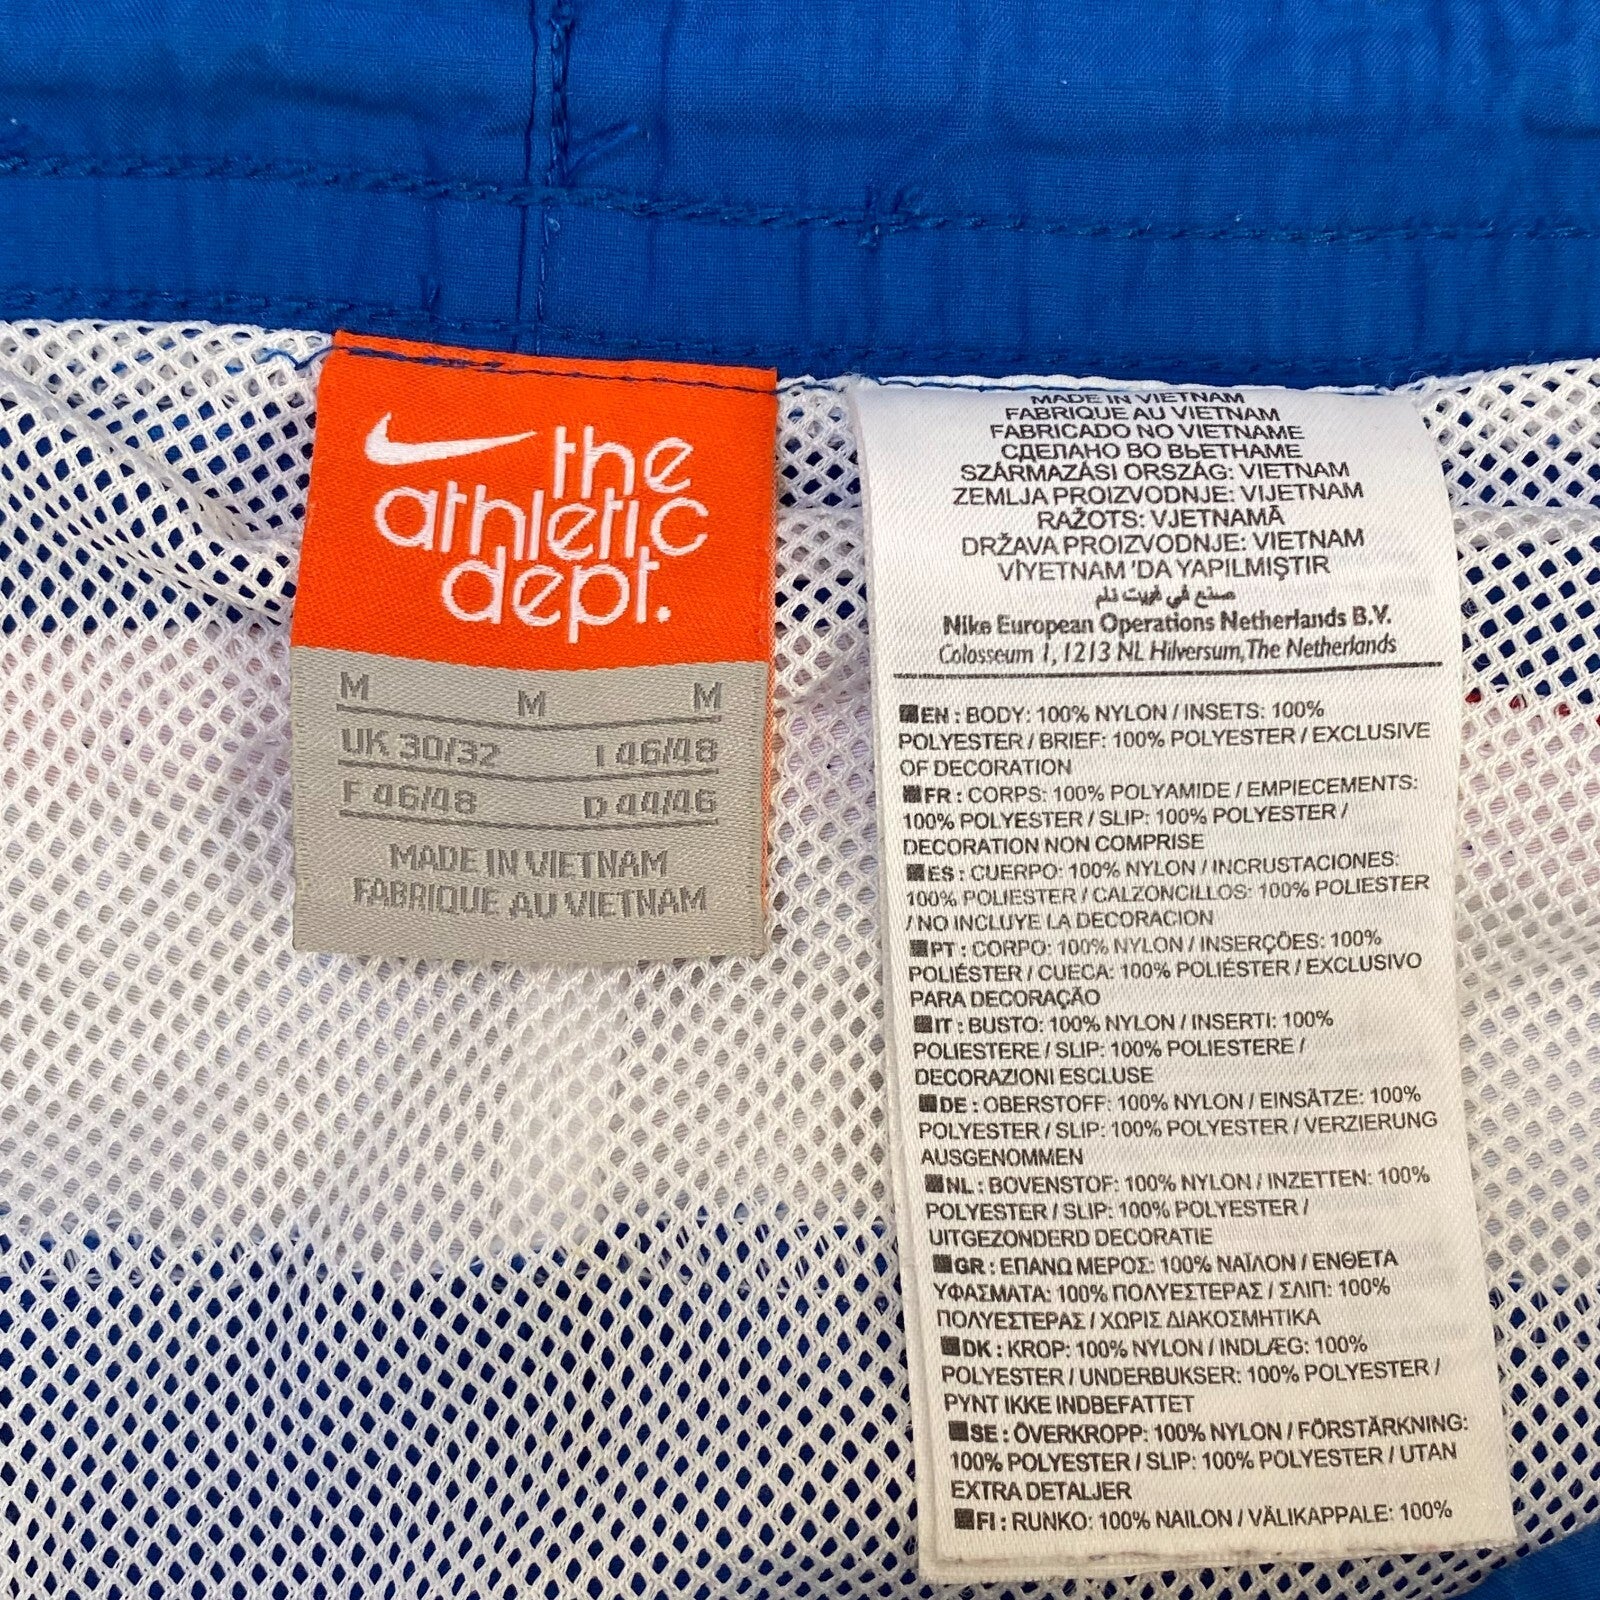 the
athletic
dept.
M M M
UK 30/32 I 46/48
F 46/48 D 44/46
MADE IN VIETNAM
FABRIQUE AU VIETNAM
MADE IN VIETNAM
FABRIQUE AU VIETNAM
FABRICADO NO VIETNAME
СДЕЛАНО ВО ВЬЕТНАМЕ
SZÁRMAZÁSI ORSZÁG: VIETNAM
ZEMLJA PROIZVODNJE: VIJETNAM
RAŽOTS: VJETNAMĀ
DRŽAVA PROIZVODNJE: VIETNAM
VİYETNAM 'DA YAPILMIŞTIR
صنع في فييت نام
Nike European Operations Netherlands B.V.
Colosseum 1, 1213 NL Hilversum, The Netherlands
EN : BODY: 100% NYLON / INSETS: 100%
POLYESTER / BRIEF: 100% POLYESTER / EXCLUSIVE
OF DECORATION
FR : CORPS: 100% POLYAMIDE / EMPIECEMENTS:
100% POLYESTER / SLIP: 100% POLYESTER /
DECORATION NON COMPRISE
ES : CUERPO: 100% NYLON / INCRUSTACIONES:
100% POLIESTER / CALZONCILLOS: 100% POLIESTER
/ NO INCLUYE LA DECORACION
PT : CORPO: 100% NYLON / INSERÇÕES: 100%
POLIÉSTER / CUECA: 100% POLIÉSTER / EXCLUSIVO
PARA DECORAÇÃO
IT : BUSTO: 100% NYLON / INSERTI: 100%
POLIESTERE / SLIP: 100% POLIESTERE /
DECORAZIONI ESCLUSE
DE : OBERSTOFF: 100% NYLON / EINSÄTZE: 100%
POLYESTER / SLIP: 100% POLYESTER / VERZIERUNG
AUSGENOMMEN
NL : BOVENSTOF: 100% NYLON / INZETTEN: 100%
POLYESTER / SLIP: 100% POLYESTER /
UITGEZONDERD DECORATIE
GR : ΕΠΑΝΩ ΜΕΡΟΣ: 100% ΝΑΪΛΟΝ / ΕΝΘΕΤΑ
ΥΦΑΣΜΑΤΑ: 100% ΠΟΛΥΕΣΤΕΡΑΣ / ΣΛΙΠ: 100%
ΠΟΛΥΕΣΤΕΡΑΣ / ΧΩΡΙΣ ΔΙΑΚΟΣΜΗΤΙΚΑ
DK : KROP: 100% NYLON / INDLÆG: 100%
POLYESTER / UNDERBUKSER: 100% POLYESTER /
PYNT IKKE INDBEFATTET
SE : ÖVERKROPP: 100% NYLON / FÖRSTÄRKNING:
100% POLYESTER / SLIP: 100% POLYESTER / UTAN
EXTRA DETALJER
FI : RUNKO: 100% NAILON / VÄLIKAPPALE: 100%